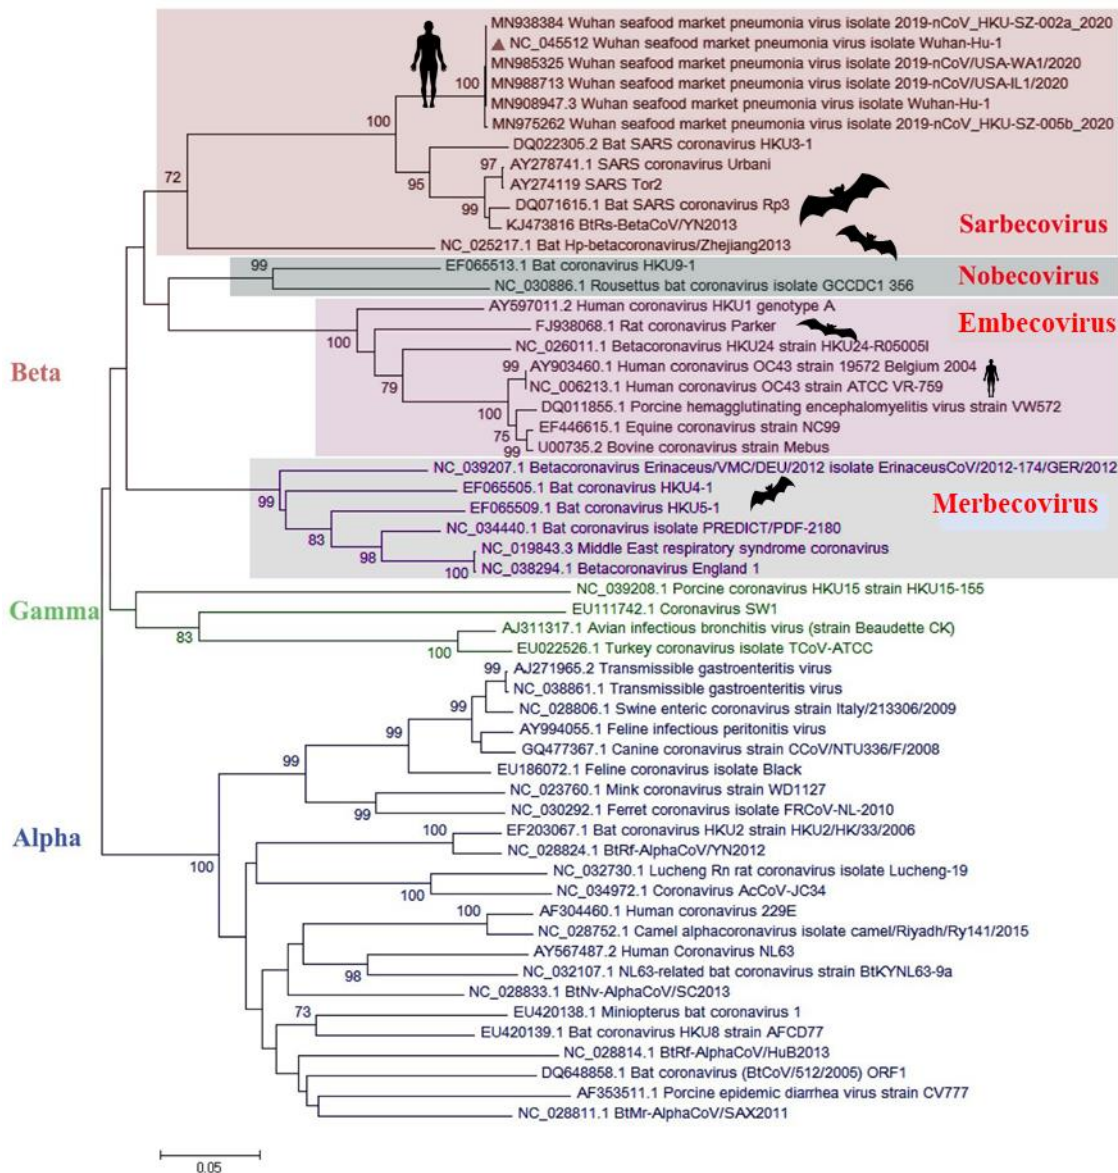 MN938384 Wuhan seafood market pneumonia virus isolate 2019-nCoV_HKU-SZ-002a_2020
NC_045512 Wuhan seafood market pneumonia virus isolate Wuhan-Hu-1
MN985325 Wuhan seafood market pneumonia virus isolate 2019-nCoV/USA-WA1/2020
100 MN988713 Wuhan seafood market pneumonia virus isolate 2019-nCoV/USA-IL1/2020
MN908947.3 Wuhan seafood market pneumonia virus isolate Wuhan-Hu-1
100 MN975262 Wuhan seafood market pneumonia virus isolate 2019-nCoV_HKU-SZ-005b_2020
DQ022305.2 Bat SARS coronavirus HKU3-1
72 97 AY278741.1 SARS coronavirus Urbani
95 AY274119 SARS Tor2
99 DQ071615.1 Bat SARS coronavirus Rp3
KJ473816 BtRs-BetaCoV/YN2013
Sarbecovirus
NC_025217.1 Bat Hp-betacoronavirus/Zhejiang2013
99 EF065513.1 Bat coronavirus HKU9-1
Nobecovirus
NC_030886.1 Rousettus bat coronavirus isolate GCCDC1 356
AY597011.2 Human coronavirus HKU1 genotype A
Embecovirus
100 FJ938068.1 Rat coronavirus Parker
NC_026011.1 Betacoronavirus HKU24 strain HKU24-R05005I
Beta
79 99 AY903460.1 Human coronavirus OC43 strain 19572 Belgium 2004
NC_006213.1 Human coronavirus OC43 strain ATCC VR-759
100 DQ011855.1 Porcine hemagglutinating encephalomyelitis virus strain VW572
75 EF446615.1 Equine coronavirus strain NC99
99 U00735.2 Bovine coronavirus strain Mebus
NC_039207.1 Betacoronavirus Erinaceus/VMC/DEU/2012 isolate ErinaceusCoV/2012-174/GER/2012
99 EF065505.1 Bat coronavirus HKU4-1
Merbecovirus
EF065509.1 Bat coronavirus HKU5-1
83 NC_034440.1 Bat coronavirus isolate PREDICT/PDF-2180
98 NC_019843.3 Middle East respiratory syndrome coronavirus
100 NC_038294.1 Betacoronavirus England 1
NC_039208.1 Porcine coronavirus HKU15 strain HKU15-155
Gamma
EU111742.1 Coronavirus SW1
83 AJ311317.1 Avian infectious bronchitis virus (strain Beaudette CK)
100 EU022526.1 Turkey coronavirus isolate TCoV-ATCC
99 AJ271965.2 Transmissible gastroenteritis virus
NC_038861.1 Transmissible gastroenteritis virus
99 NC_028806.1 Swine enteric coronavirus strain Italy/213306/2009
99 AY994055.1 Feline infectious peritonitis virus
GQ477367.1 Canine coronavirus strain CCoV/NTU336/F/2008
99 EU186072.1 Feline coronavirus isolate Black
NC_023760.1 Mink coronavirus strain WD1127
99 NC_030292.1 Ferret coronavirus isolate FRCoV-NL-2010
Alpha
100 EF203067.1 Bat coronavirus HKU2 strain HKU2/HK/33/2006
100 NC_028824.1 BtRf-AlphaCoV/YN2012
NC_032730.1 Lucheng Rn rat coronavirus isolate Lucheng-19
100 NC_034972.1 Coronavirus AcCoV-JC34
100 AF304460.1 Human coronavirus 229E
NC_028752.1 Camel alphacoronavirus isolate camel/Riyadh/Ry141/2015
AY567487.2 Human Coronavirus NL63
98 NC_032107.1 NL63-related bat coronavirus strain BtKYNL63-9a
NC_028833.1 BtNv-AlphaCoV/SC2013
73 EU420138.1 Miniopterus bat coronavirus 1
EU420139.1 Bat coronavirus HKU8 strain AFCD77
NC_028814.1 BtRf-AlphaCoV/HuB2013
DQ648858.1 Bat coronavirus (BtCoV/512/2005) ORF1
AF353511.1 Porcine epidemic diarrhea virus strain CV777
NC_028811.1 BtMr-AlphaCoV/SAX2011
0.05